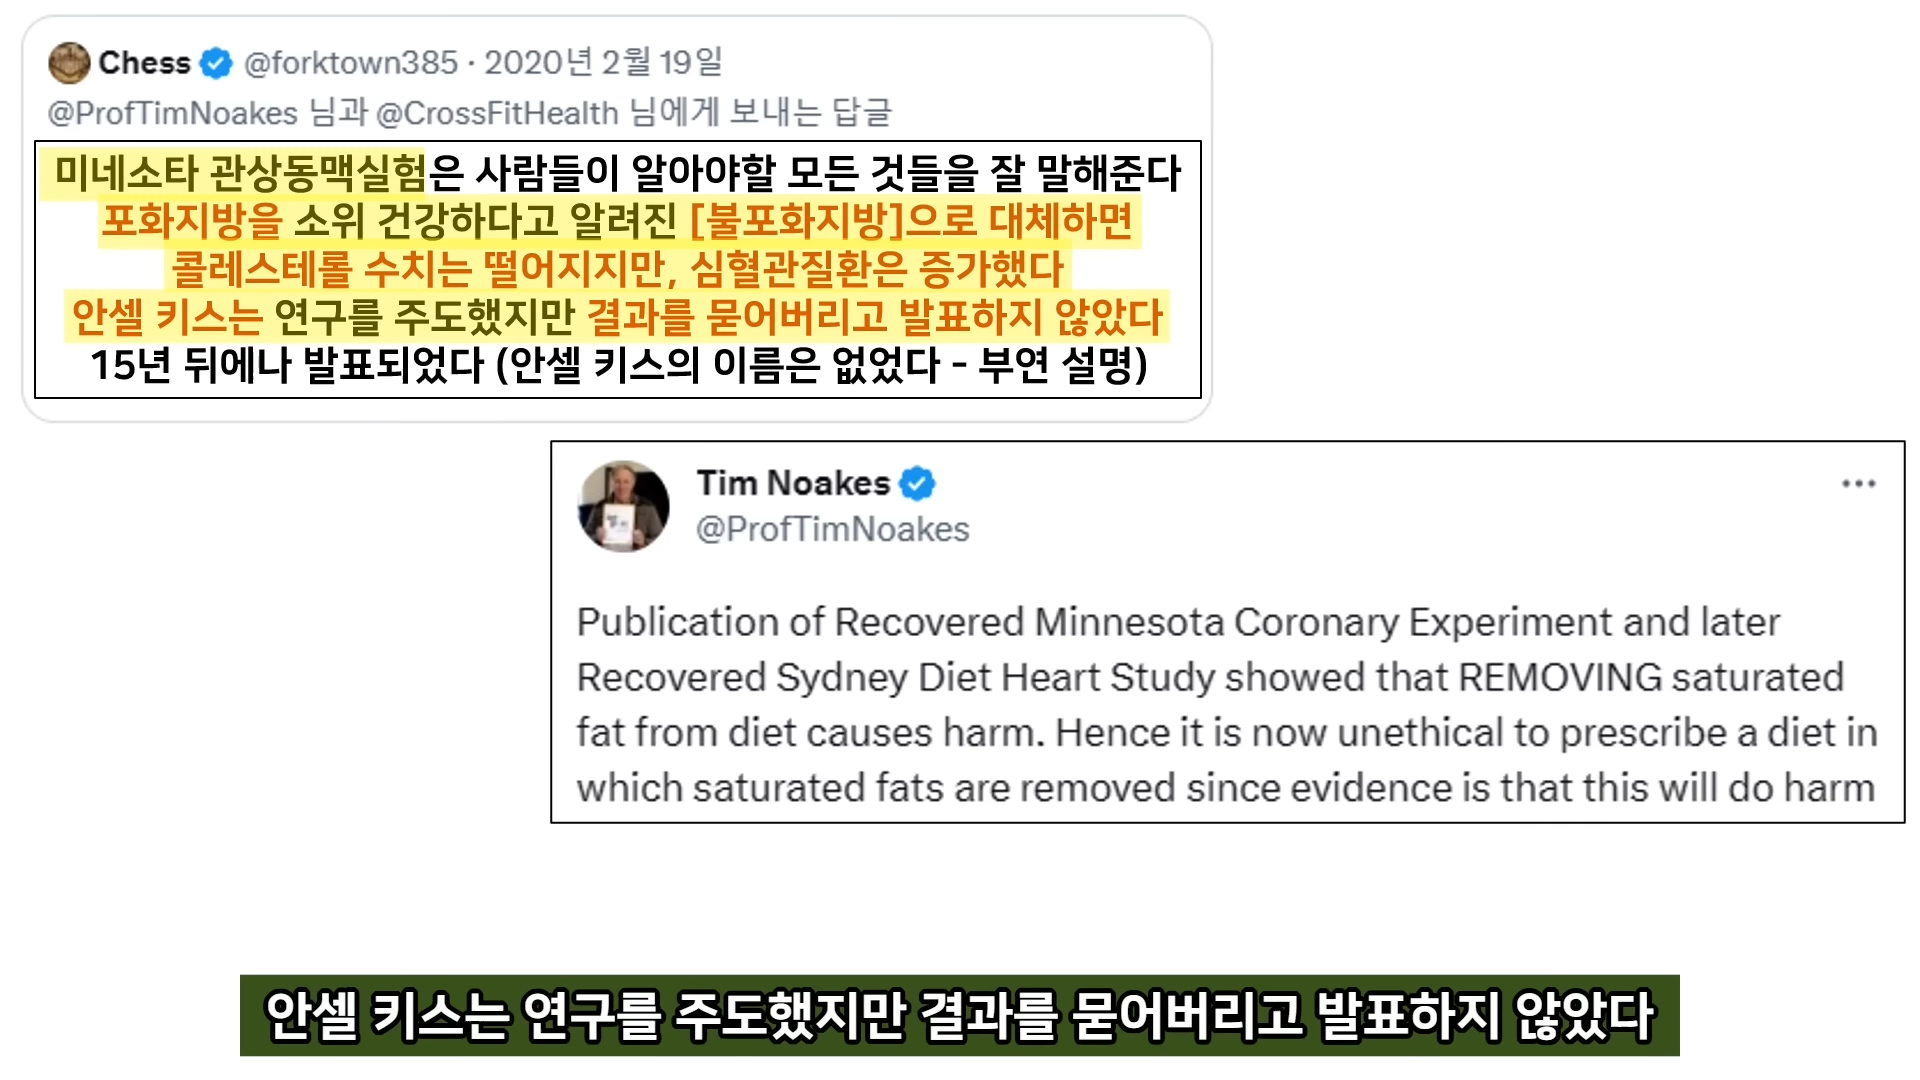 Chess @forktown385 · 2020년 2월 19일
@ProfTimNoakes 님과 @CrossFitHealth 님에게 보내는 답글
미네소타 관상동맥실험은 사람들이 알아야할 모든 것들을 잘 말해준다
포화지방을 소위 건강하다고 알려진 [불포화지방]으로 대체하면
콜레스테롤 수치는 떨어지지만, 심혈관질환은 증가했다
안셀 키스는 연구를 주도했지만 결과를 묻어버리고 발표하지 않았다
15년 뒤에나 발표되었다 (안셀 키스의 이름은 없었다 - 부연 설명)
Tim Noakes
@ProfTimNoakes
Publication of Recovered Minnesota Coronary Experiment and later
Recovered Sydney Diet Heart Study showed that REMOVING saturated
fat from diet causes harm. Hence it is now unethical to prescribe a diet in
which saturated fats are removed since evidence is that this will do harm
안셀 키스는 연구를 주도했지만 결과를 묻어버리고 발표하지 않았다